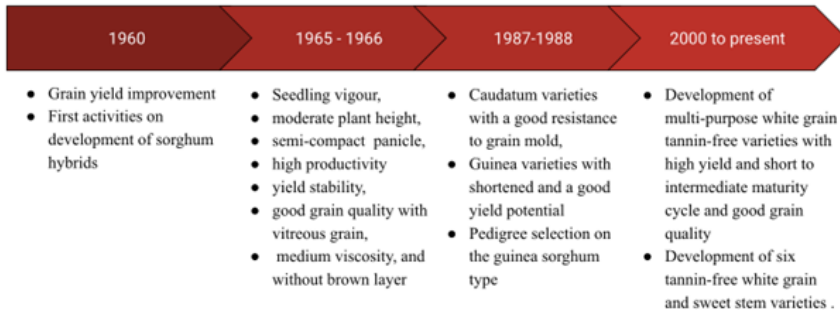 1960
1965 - 1966
1987-1988
2000 to present
● Grain yield improvement
● First activities on
development of sorghum
hybrids
● Seedling vigour,
● moderate plant height,
● semi-compact panicle,
● high productivity
● yield stability,
● good grain quality with
vitreous grain,
● medium viscosity, and
without brown layer
● Caudatum varieties
with a good resistance
to grain mold,
● Guinea varieties with
shortened and a good
yield potential
● Pedigree selection on
the guinea sorghum
type
● Development of
multi-purpose white grain
tannin-free varieties with
high yield and short to
intermediate maturity
cycle and good grain
quality
● Development of six
tannin-free white grain
and sweet stem varieties .